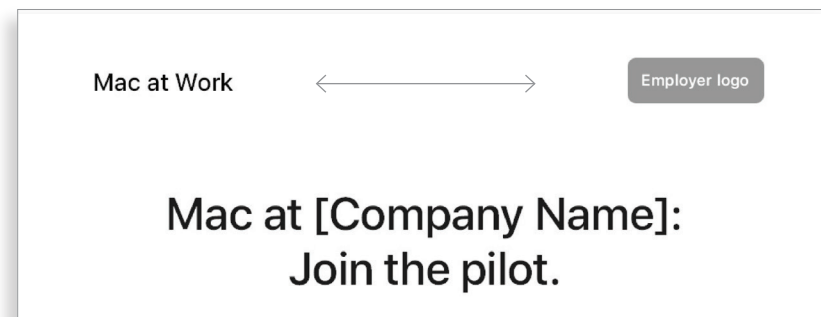 Mac at Work
Employer logo
Mac at [Company Name]:
Join the pilot.